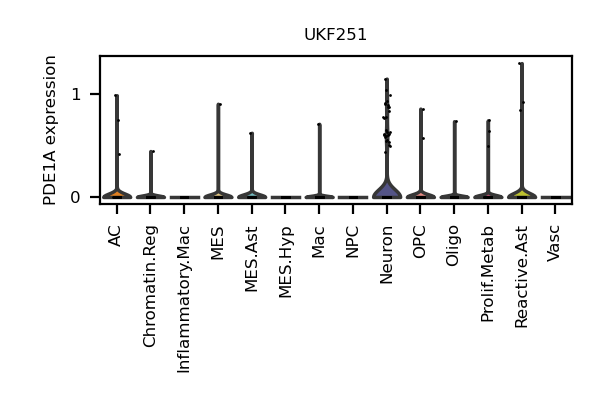 UKF251
PDE1A expression
1
0
AC
Chromatin.Reg
Inflammatory.Mac
MES
MES.Ast
MES.Hyp
Mac
NPC
Neuron
OPC
Oligo
Prolif.Metab
Reactive.Ast
Vasc